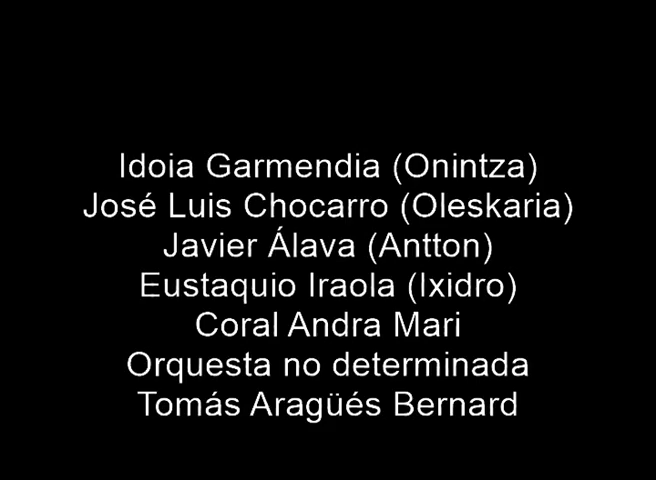 Idoia Garmendia (Onintza)
José Luis Chocarro (Oleskaria)
Javier Álava (Antton)
Eustaquio Iraola (Ixidro)
Coral Andra Mari
Orquesta no determinada
Tomás Aragüés Bernard